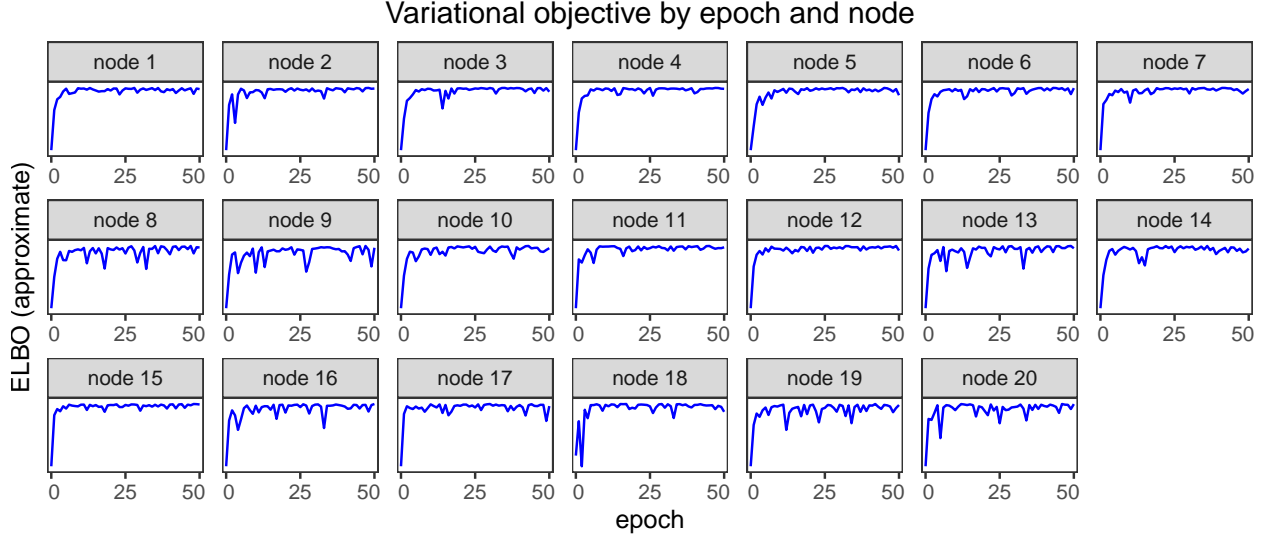 Variational objective by epoch and node
node 1 node 2 node 3 node 4 node 5 node 6 node 7
0 25 50 0 25 50 0 25 50 0 25 50 0 25 50 0 25 50 0 25 50
ELBO (approximate)
node 8 node 9 node 10 node 11 node 12 node 13 node 14
0 25 50 0 25 50 0 25 50 0 25 50 0 25 50 0 25 50 0 25 50
node 15 node 16 node 17 node 18 node 19 node 20
0 25 50 0 25 50 0 25 50 0 25 50 0 25 50 0 25 50
epoch